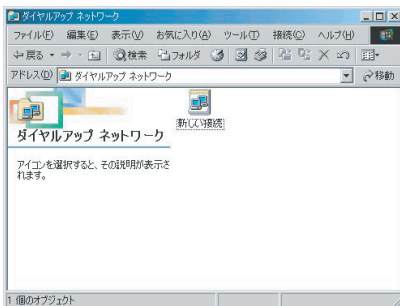 ダイヤルアップ ネットワーク
ファイル(F) 編集(E) 表示(V) お気に入り(A) ツール(T) 接続(C) ヘルプ(H)
戻る 検索 フォルダ
アドレス(D) ダイヤルアップ ネットワーク 移動
新しい接続
ダイヤルアップ ネットワーク
アイコンを選択すると、その説明が表示さ
れます。
1 個のオブジェクト